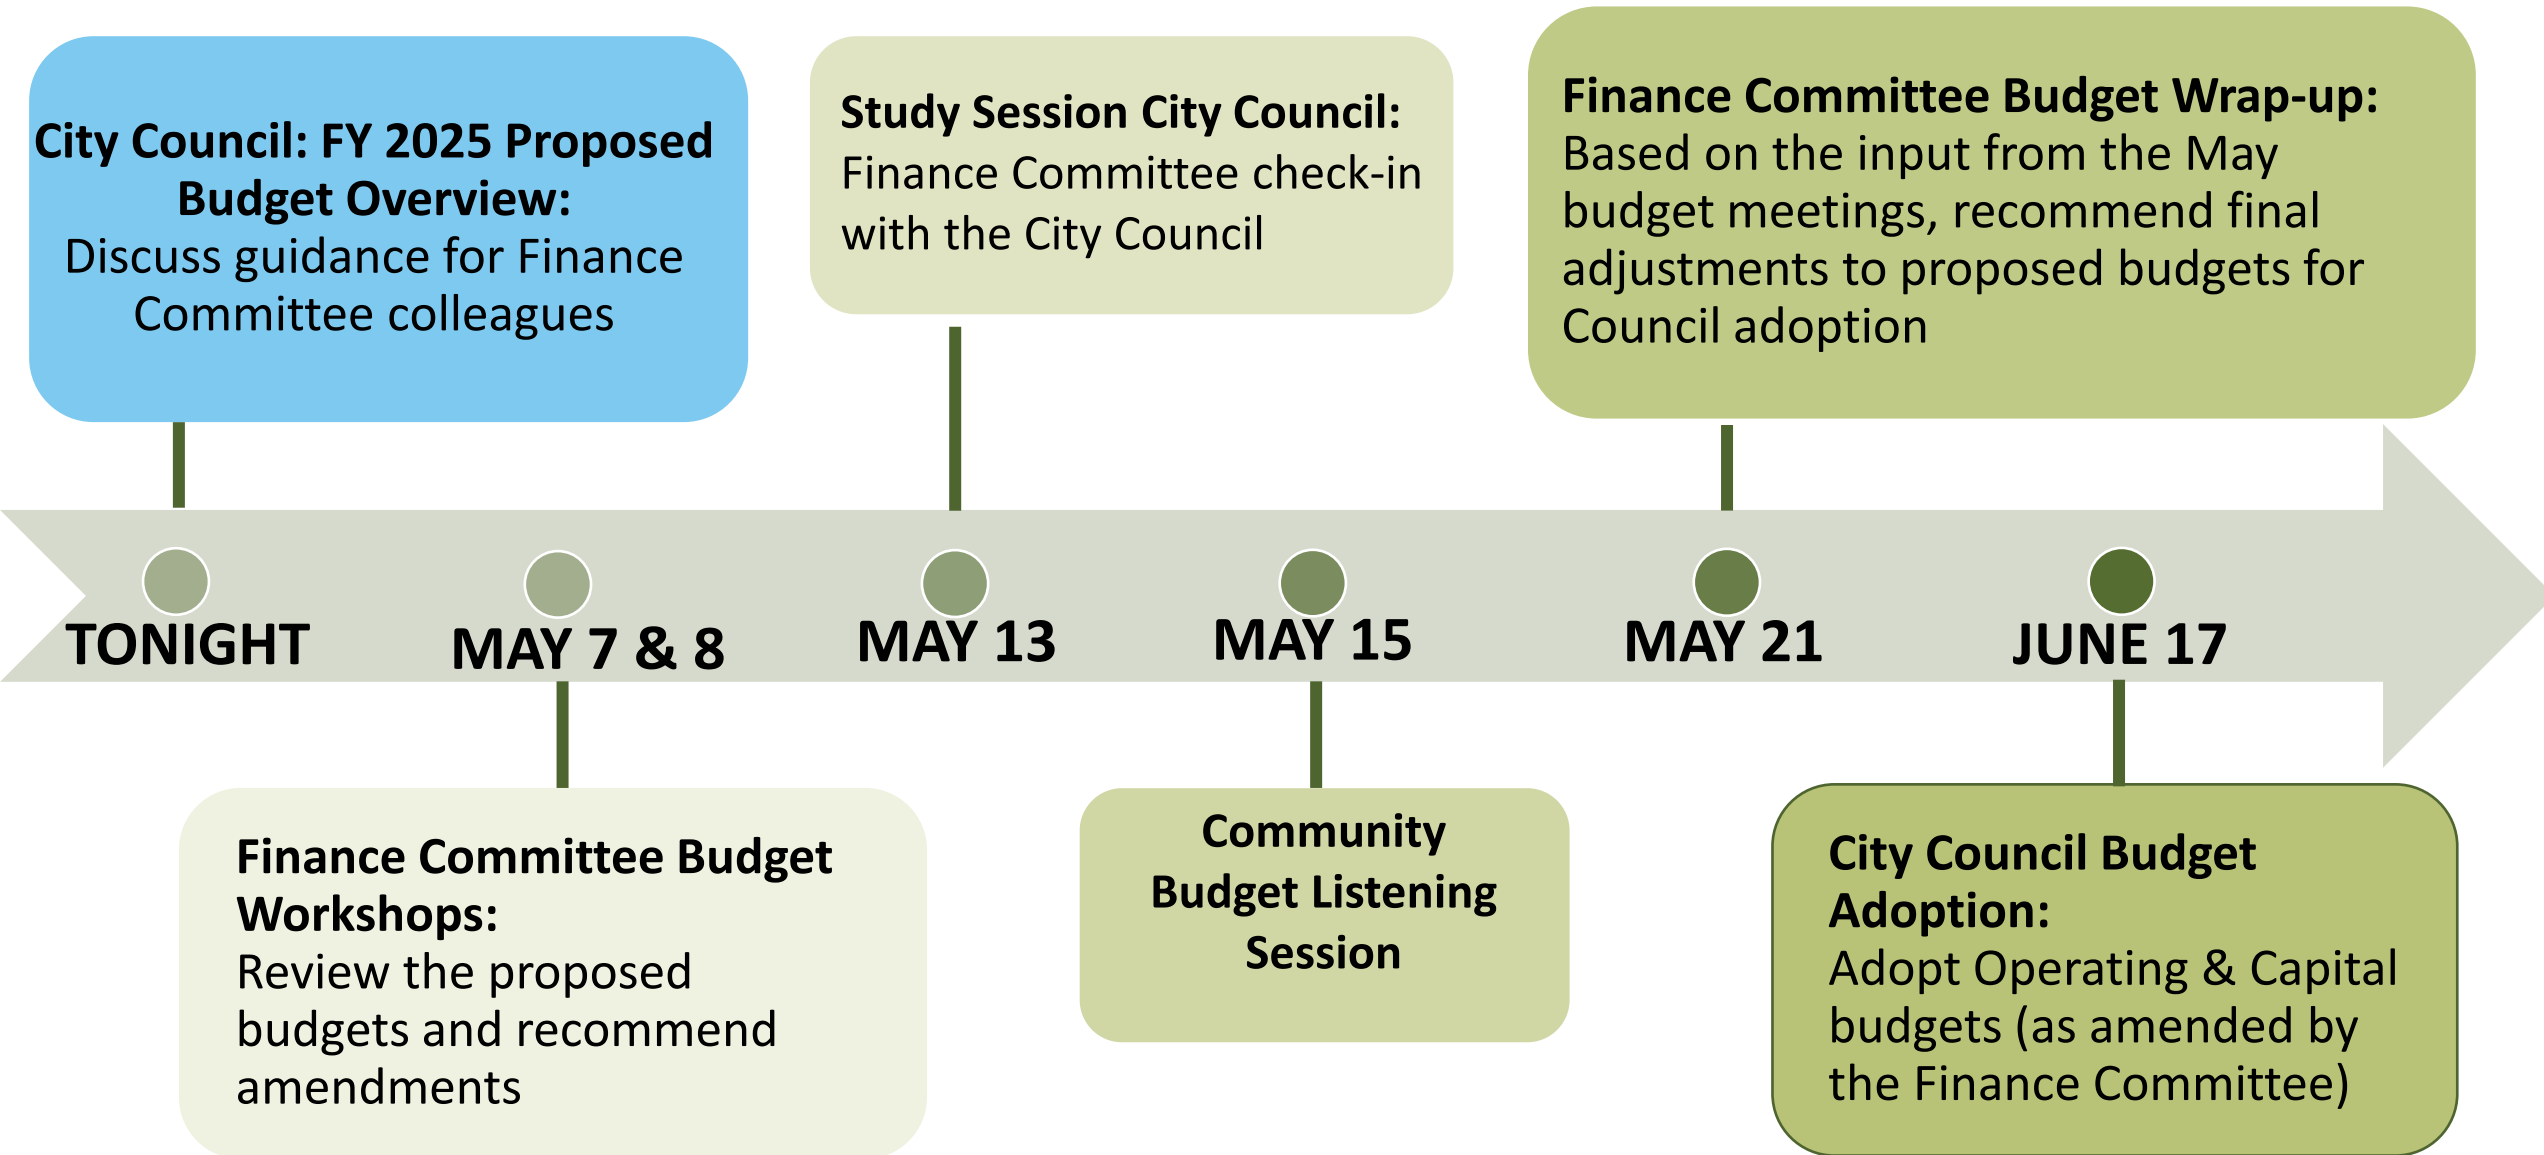 City Council: FY 2025 Proposed
Budget Overview:
Discuss guidance for Finance
Committee colleagues
Study Session City Council:
Finance Committee check-in
with the City Council
Finance Committee Budget Wrap-up:
Based on the input from the May
budget meetings, recommend final
adjustments to proposed budgets for
Council adoption
TONIGHT
MAY 7 & 8
MAY 13
MAY 15
MAY 21
JUNE 17
Finance Committee Budget
Workshops:
Review the proposed
budgets and recommend
amendments
Community
Budget Listening
Session
City Council Budget
Adoption:
Adopt Operating & Capital
budgets (as amended by
the Finance Committee)